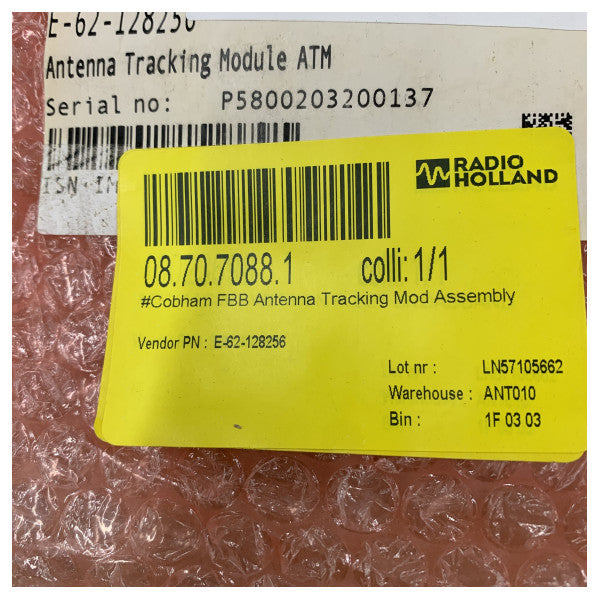 E-62-128256
Antenna Tracking Module ATM
Serial no: P5800203200137
ISN
RADIO
HOLLAND
08.70.7088.1 colli: 1/1
#Cobham FBB Antenna Tracking Mod Assembly
Vendor PN : E-62-128256
Lot nr : LN57105662
Warehouse : ANT010
Bin : 1F 03 03